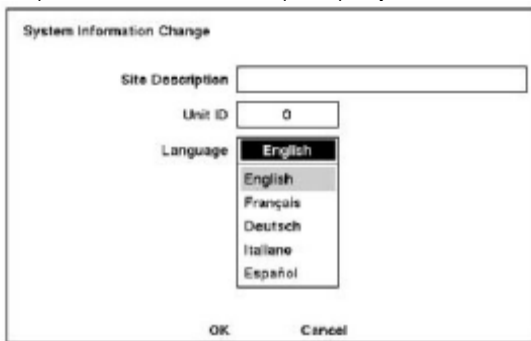 System Information Change
Site Description
Unit ID 0
Language English
English
Français
Deutsch
Italiano
Español
OK Cancel